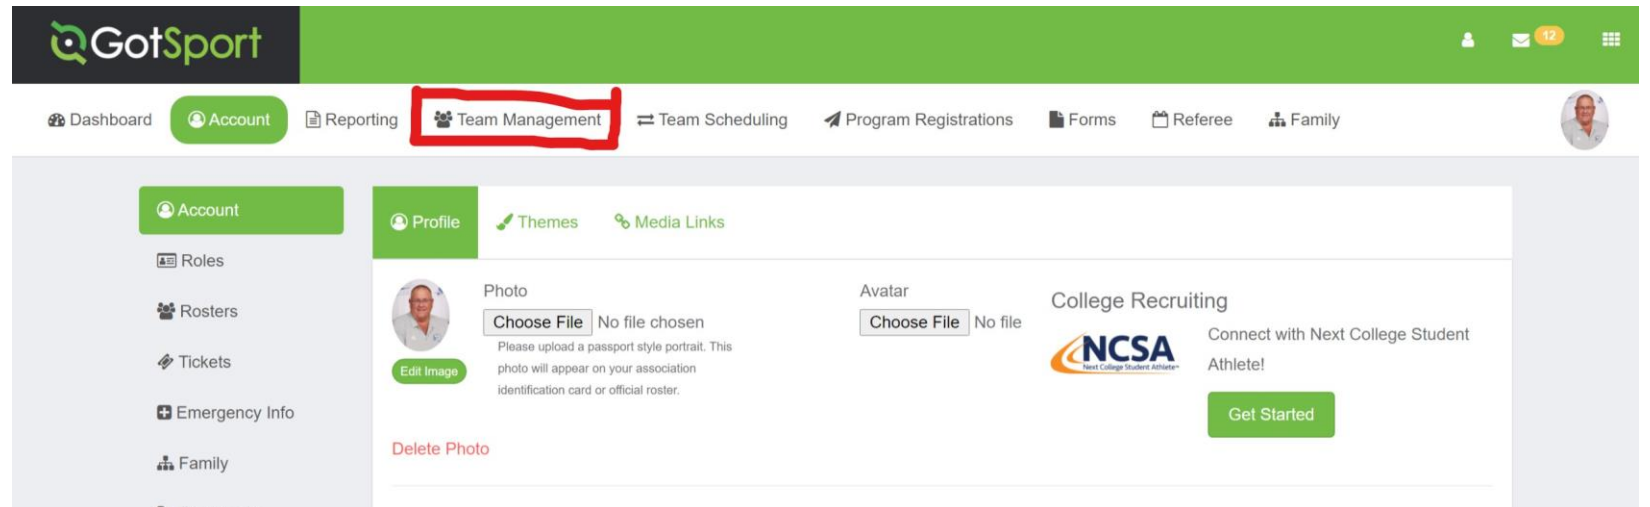 GotSport
12
Dashboard Account Reporting Team Management Team Scheduling Program Registrations Forms Referee Family
Account
Roles
Rosters
Tickets
Emergency Info
Family
Profile Themes Media Links
Photo
Choose File No file chosen
Please upload a passport style portrait. This
photo will appear on your association
identification card or official roster.
Edit Image
Delete Photo
Avatar
Choose File No file
College Recruiting
NCSA
Next College Student Athlete
Connect with Next College Student
Athlete!
Get Started